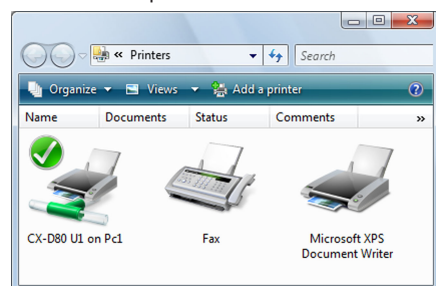 « Printers
Search
Organize Views Add a printer ?
Name Documents Status Comments »
CX-D80 U1 on Pc1 Fax Microsoft XPS
Document Writer